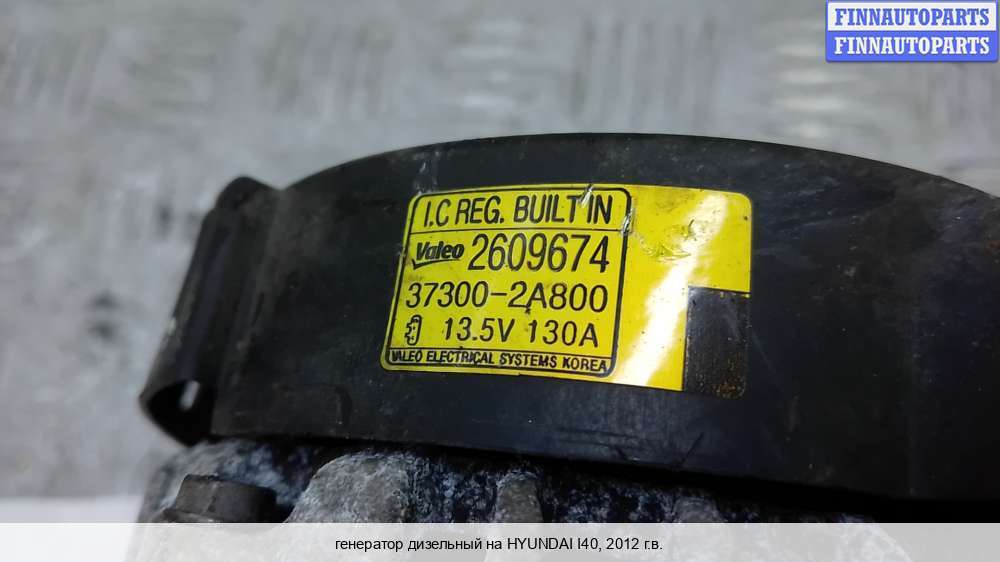 FINNAUTOPARTS
FINNAUTOPARTS
I.C REG. BUILT IN
Valeo 2609674
37300-2A800
13.5V 130A
VALEO ELECTRICAL SYSTEMS KOREA
генератор дизельный на HYUNDAI I40, 2012 г.в.